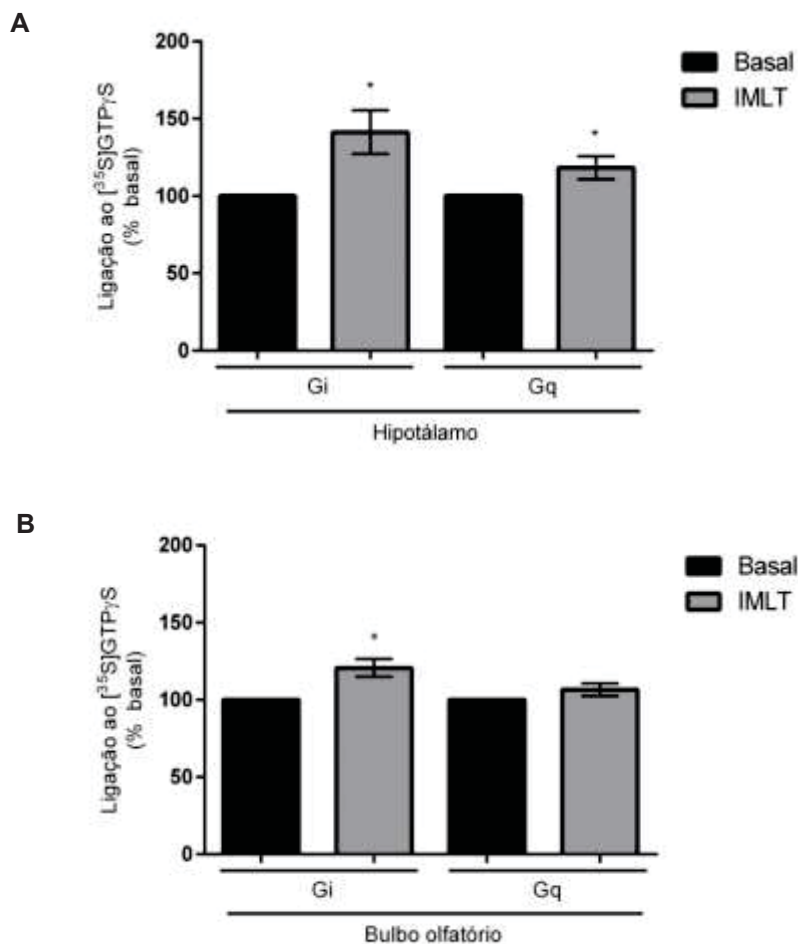 A
Ligação ao [³⁵S]GTPγS
(% basal)
200
150
100
50
0
*
*
Basal
IMLT
Gi
Gq
Hipotálamo
B
Ligação ao [³⁵S]GTPγS
(% basal)
200
150
100
50
0
*
Basal
IMLT
Gi
Gq
Bulbo olfatório